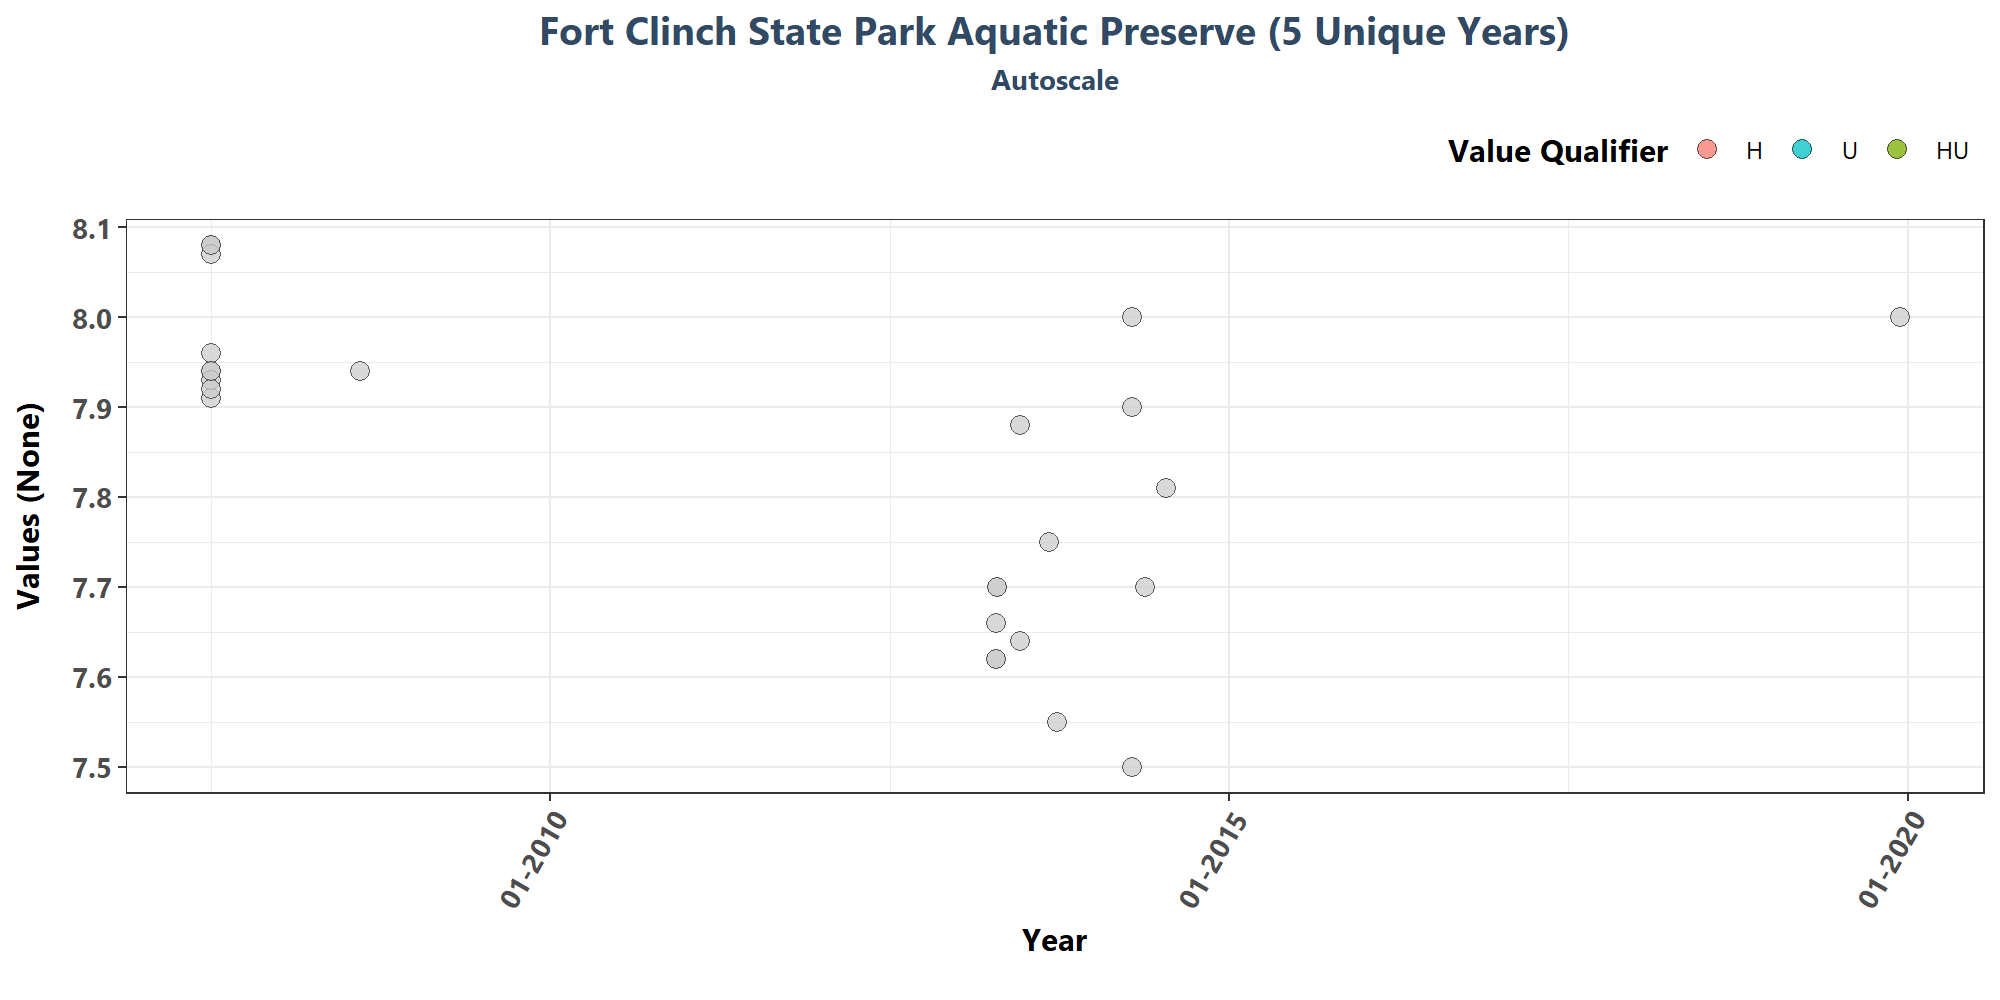 Fort Clinch State Park Aquatic Preserve (5 Unique Years)
Autoscale
Value Qualifier H U HU
8.1
8.0
7.9
7.8
7.7
7.6
7.5
Values (None)
01-2010
01-2015
01-2020
Year